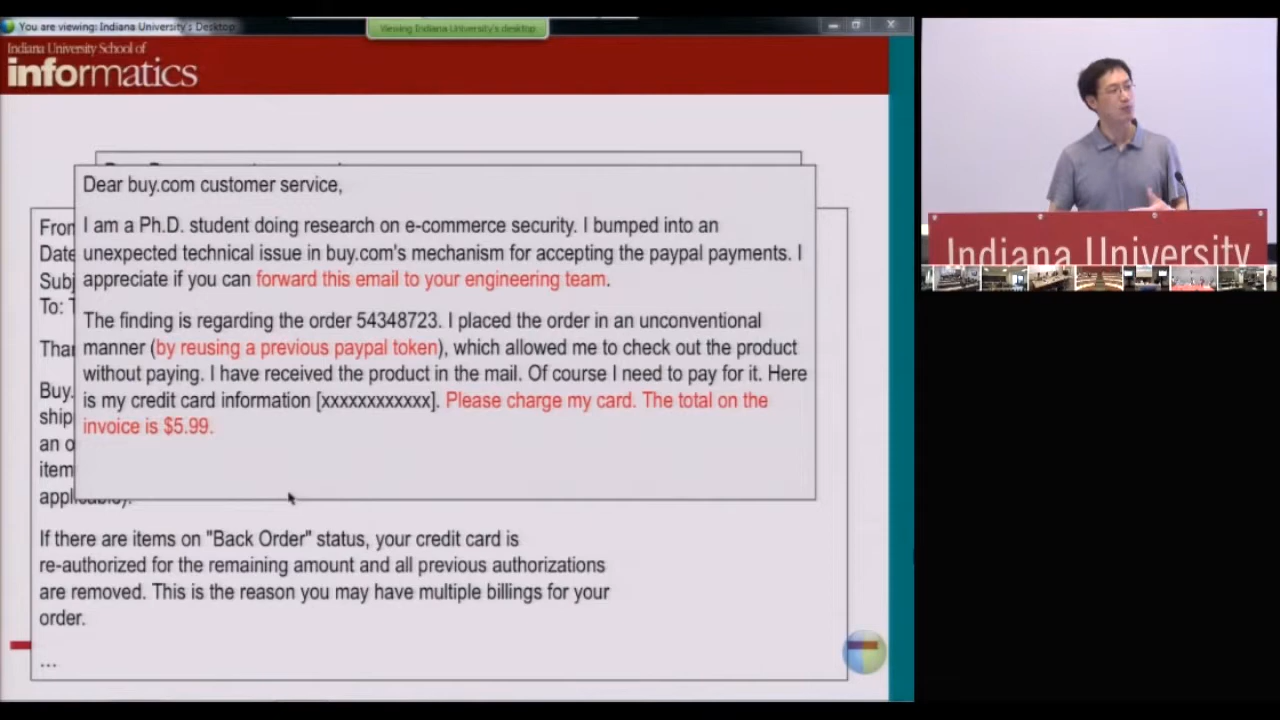 You are viewing: Indiana University's Desktop
Viewing Indiana University's desktop
Indiana University School of
informatics
Dear buy.com customer service,
I am a Ph.D. student doing research on e-commerce security. I bumped into an
unexpected technical issue in buy.com's mechanism for accepting the paypal payments. I
appreciate if you can forward this email to your engineering team.
The finding is regarding the order 54348723. I placed the order in an unconventional
manner (by reusing a previous paypal token), which allowed me to check out the product
without paying. I have received the product in the mail. Of course I need to pay for it. Here
is my credit card information [xxxxxxxxxxxx]. Please charge my card. The total on the
invoice is $5.99.
Date
To:
Buy.
ship
an o
item
If there are items on "Back Order" status, your credit card is
re-authorized for the remaining amount and all previous authorizations
are removed. This is the reason you may have multiple billings for your
order.
...
Indiana University